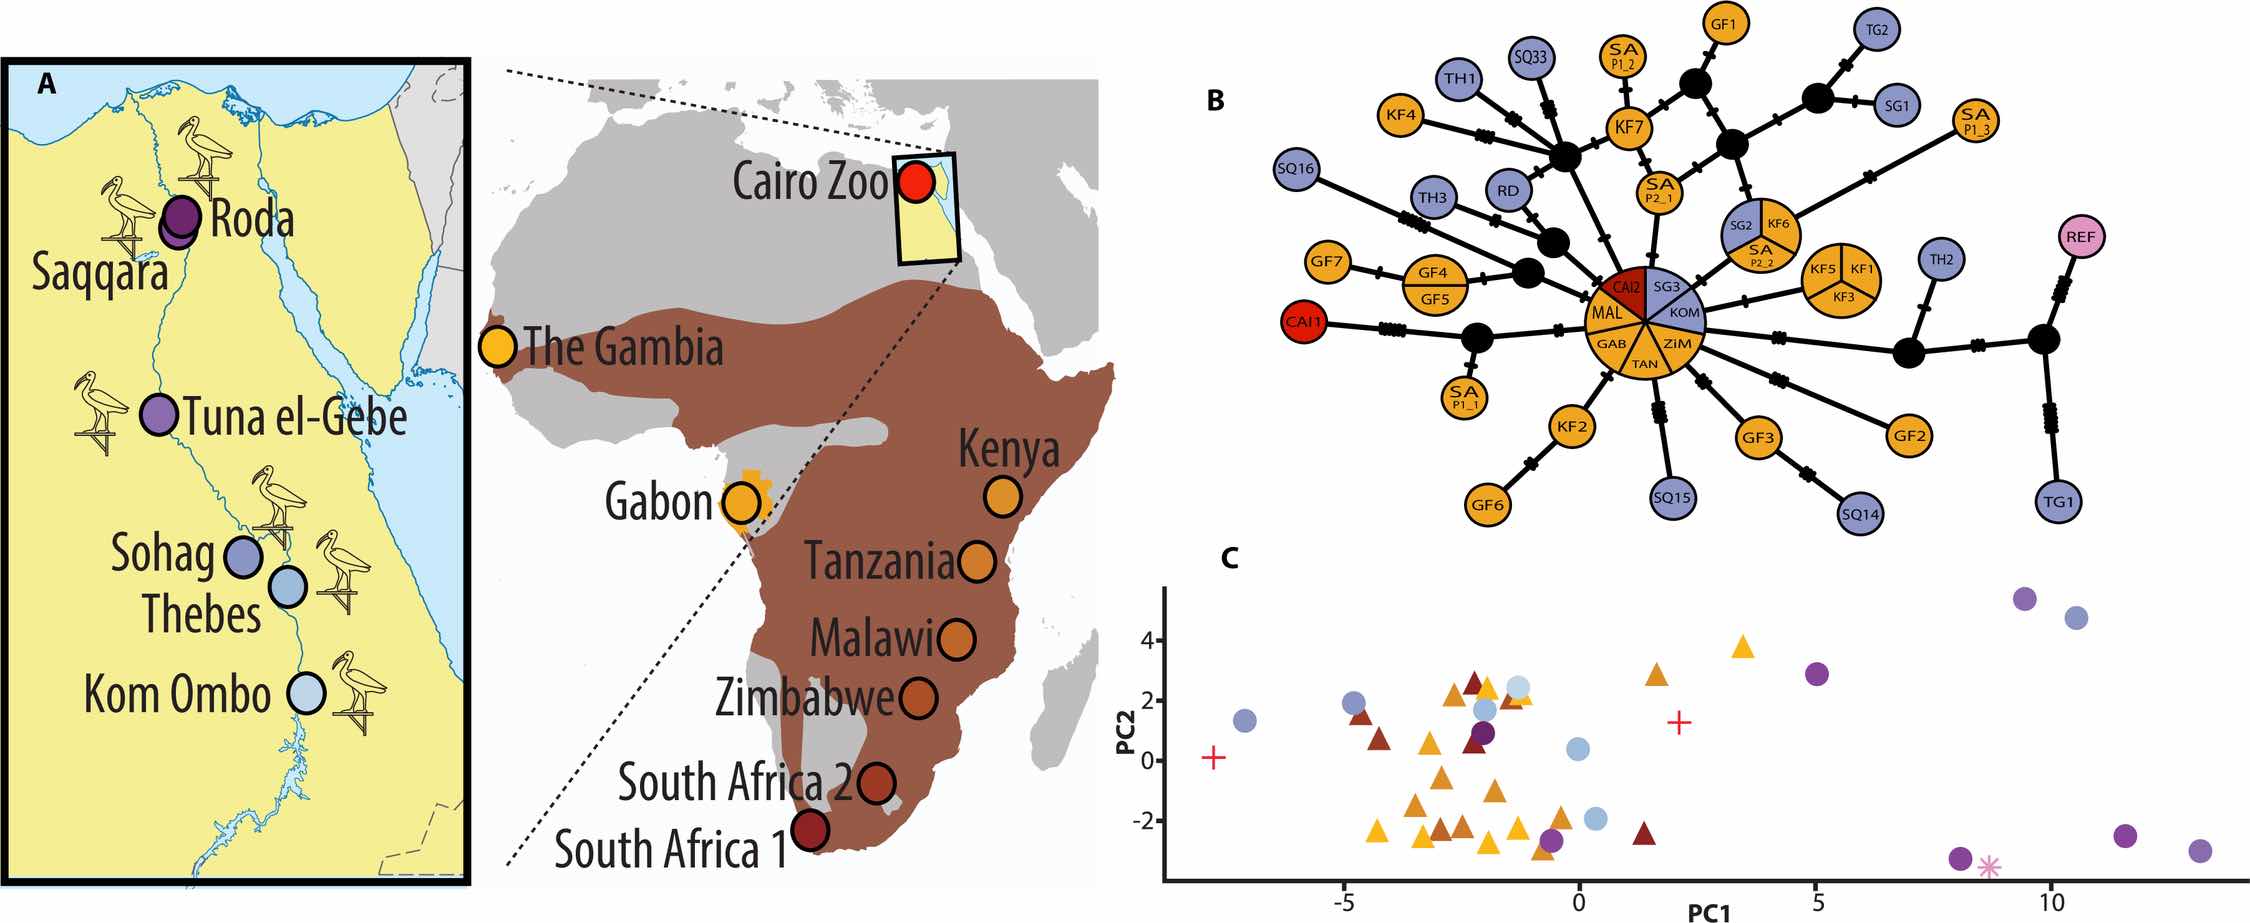 A
Roda
Saqqara
Tuna el-Gebe
Sohag
Thebes
Kom Ombo
Cairo Zoo
The Gambia
Gabon
Kenya
Tanzania
Malawi
Zimbabwe
South Africa 2
South Africa 1
B
GF1
TG2
SQ33
SA
P1_2
TH1
SG1
KF4
KF7
SA
P1_3
SQ16
TH3
RD
SA
P2_1
SG2
KF6
SA
P2_2
REF
GF7
GF4
GF5
KF5
KF1
KF3
TH2
CAI1
CAI2
SG3
MAL
KOM
GAB
ZiM
TAN
SA
P1_1
KF2
GF3
GF2
GF6
SQ15
SQ14
TG1
C
4
2
0
-2
PC2
-5
0
5
10
PC1